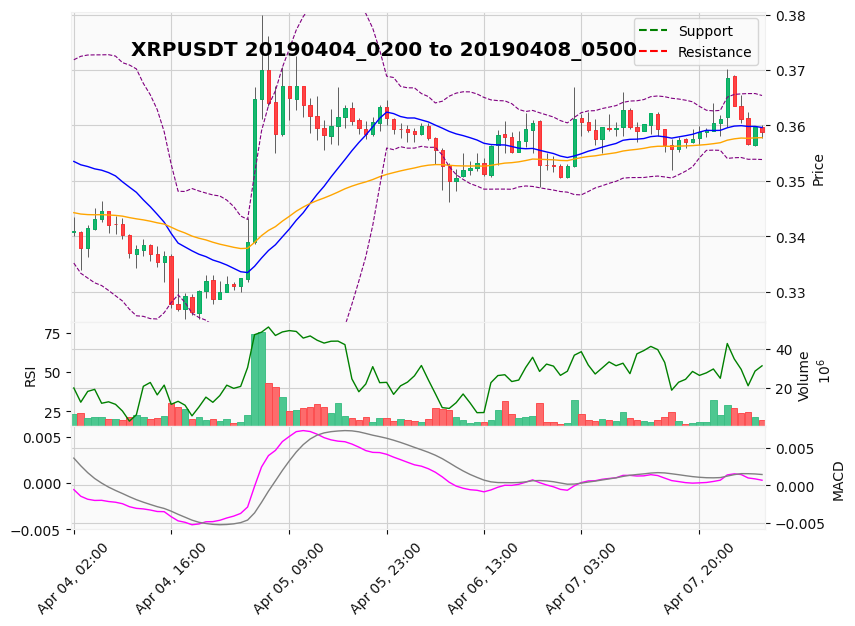 XRPUSDT 20190404_0200 to 20190408_0500
Support
Resistance
0.38
0.37
0.36
0.35
0.34
0.33
Price
75
50
25
RSI
40
20
Volume
10^6
0.005
0.000
−0.005
0.005
0.000
−0.005
MACD
Apr 04, 02:00
Apr 04, 16:00
Apr 05, 09:00
Apr 05, 23:00
Apr 06, 13:00
Apr 07, 03:00
Apr 07, 20:00